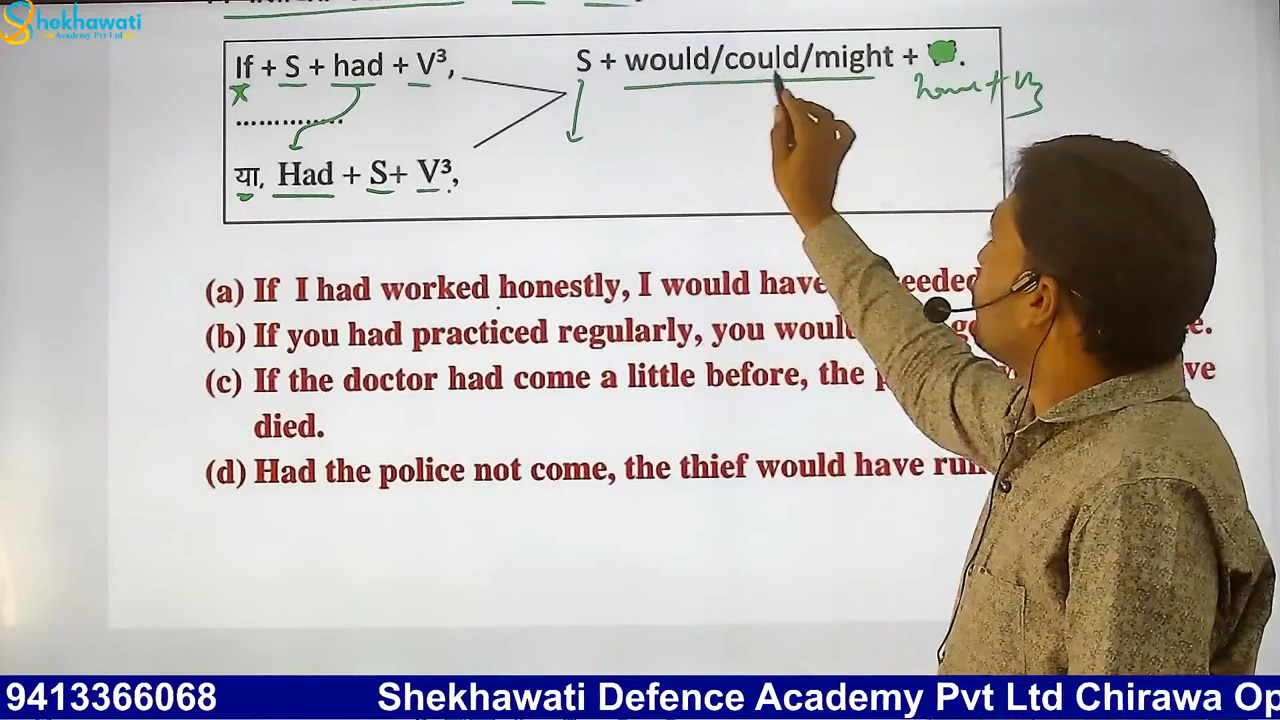 Shekhawati
Academy Pvt Ltd
If + S + had + V³,
S + would/could/might +
have + V3
....................
या, Had + S+ V³,
(a) If I had worked honestly, I would have
(b) If you had practiced regularly, you
(c) If the doctor had come a little before, the
died.
(d) Had the police not come, the thief would have
9413366068 Shekhawati Defence Academy Pvt Ltd Chirawa